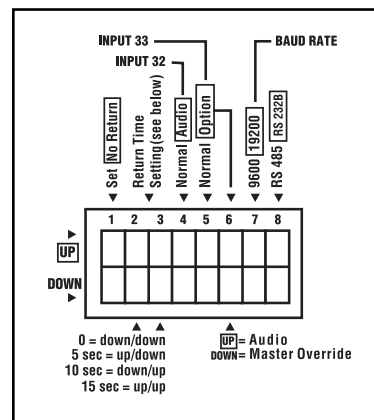 INPUT 33
INPUT 32
BAUD RATE
Set No Return
Return Time
Setting(see below)
Normal Audio
Normal Option
9600 19200
RS 485 RS 232B
1 2 3 4 5 6 7 8
UP
DOWN
0 = down/down
5 sec = up/down
10 sec = down/up
15 sec = up/up
UP = Audio
DOWN = Master Override